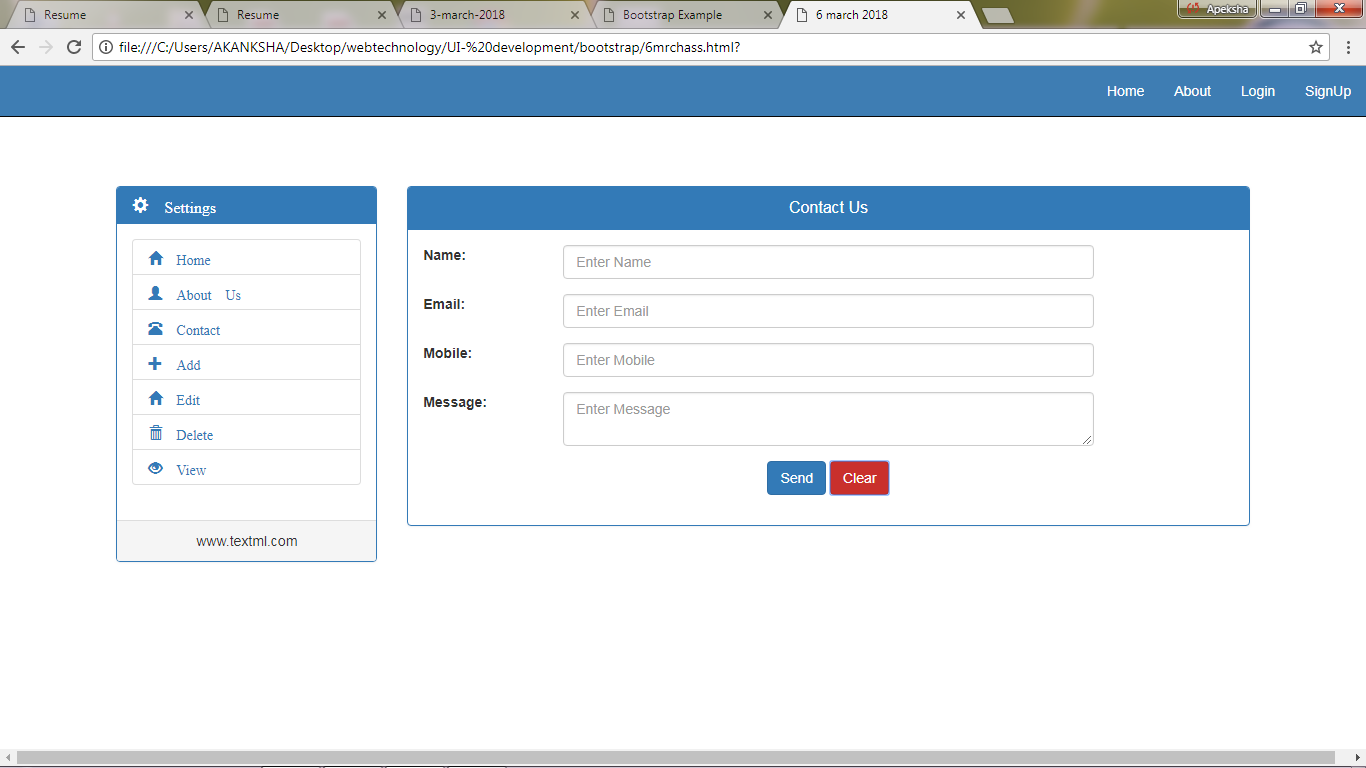 Resume Resume 3-march-2018 Bootstrap Example 6 march 2018 Apeksha
file:///C:/Users/AKANKSHA/Desktop/webtechnology/UI-%20development/bootstrap/6mrchass.html?
Home About Login SignUp
Settings
Home
About Us
Contact
Add
Edit
Delete
View
www.textml.com
Contact Us
Name: Enter Name
Email: Enter Email
Mobile: Enter Mobile
Message: Enter Message
Send Clear